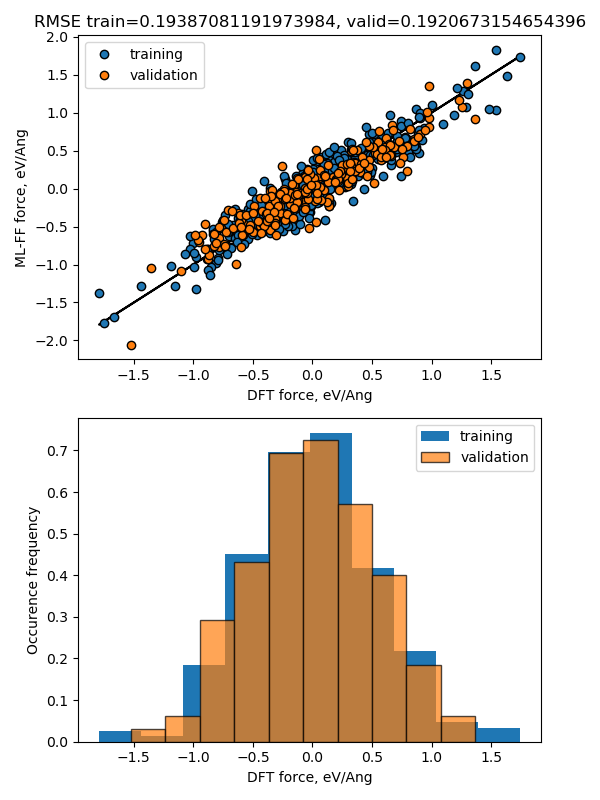 RMSE train=0.19387081191973984, valid=0.1920673154654396
2.0
1.5
1.0
0.5
0.0
−0.5
−1.0
−1.5
−2.0
ML-FF force, eV/Ang
training
validation
−1.5 −1.0 −0.5 0.0 0.5 1.0 1.5
DFT force, eV/Ang
0.7
0.6
0.5
0.4
0.3
0.2
0.1
0.0
Occurence frequency
training
validation
−1.5 −1.0 −0.5 0.0 0.5 1.0 1.5
DFT force, eV/Ang